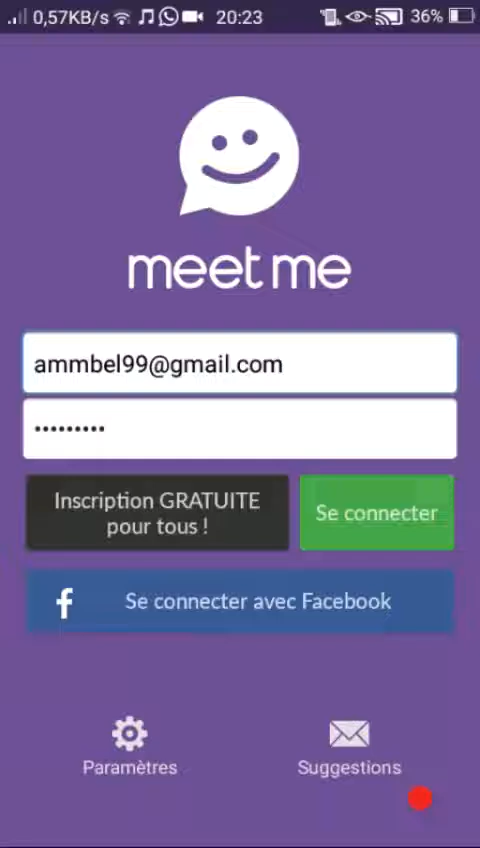 0,57KB/s 20:23 36%
meet me
ammbel99@gmail.com
•••••••••
Inscription GRATUITE
pour tous !
Se connecter
f Se connecter avec Facebook
Paramètres Suggestions